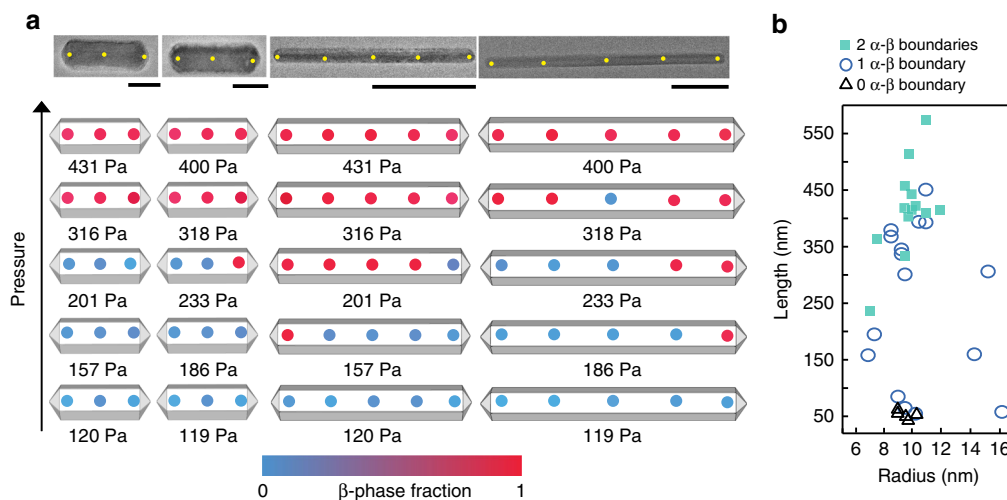 a
b
2 α-β boundaries
1 α-β boundary
0 α-β boundary
Pressure
431 Pa 400 Pa 431 Pa 400 Pa
316 Pa 318 Pa 316 Pa 318 Pa
201 Pa 233 Pa 201 Pa 233 Pa
157 Pa 186 Pa 157 Pa 186 Pa
120 Pa 119 Pa 120 Pa 119 Pa
0 β-phase fraction 1
Length (nm)
550
450
350
250
150
50
6 8 10 12 14 16
Radius (nm)